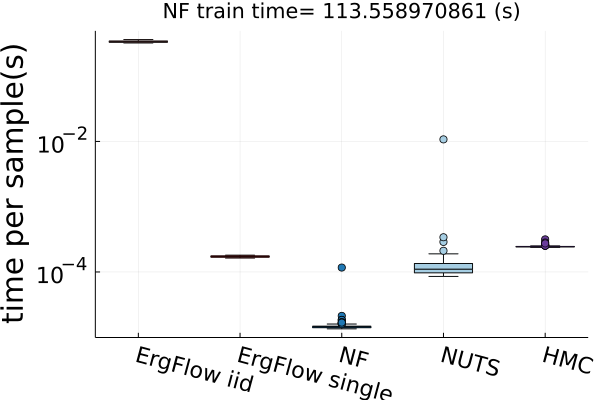 NF train time= 113.558970861 (s)
time per sample(s)
10⁻²
10⁻⁴
ErgFlow iid
ErgFlow single
NF
NUTS
HMC